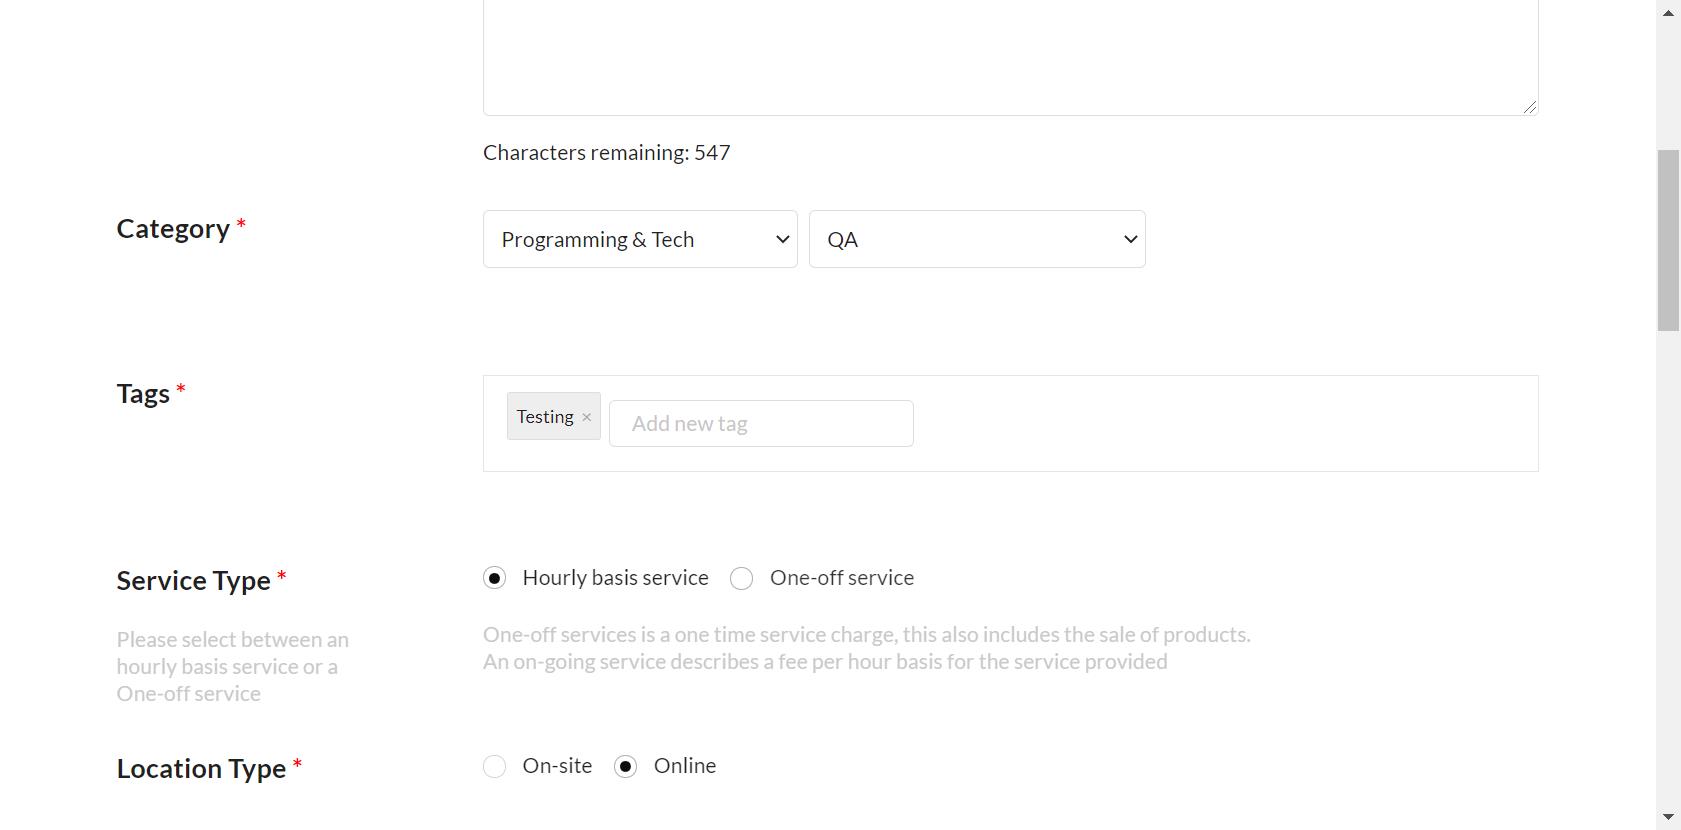 Characters remaining: 547
Category *
Programming & Tech
QA
Tags *
Testing ×
Add new tag
Service Type *
Hourly basis service
One-off service
Please select between an
hourly basis service or a
One-off service
One-off services is a one time service charge, this also includes the sale of products.
An on-going service describes a fee per hour basis for the service provided
Location Type *
On-site
Online